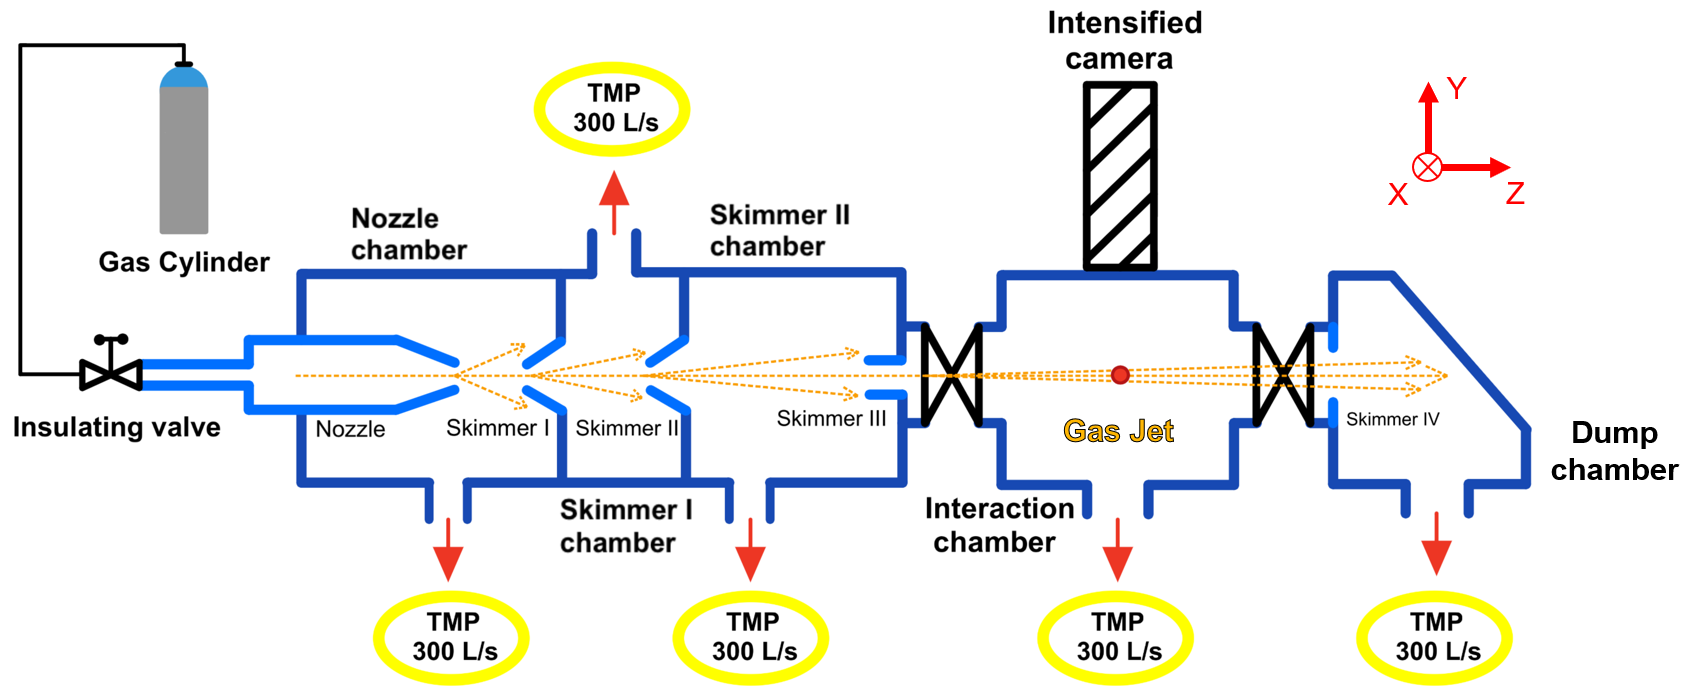 Intensified
camera
TMP
300 L/s
Y
X
Z
Gas Cylinder
Nozzle
chamber
Skimmer II
chamber
Insulating valve
Nozzle
Skimmer I
Skimmer II
Skimmer III
Gas Jet
Skimmer IV
Dump
chamber
Skimmer I
chamber
Interaction
chamber
TMP
300 L/s
TMP
300 L/s
TMP
300 L/s
TMP
300 L/s